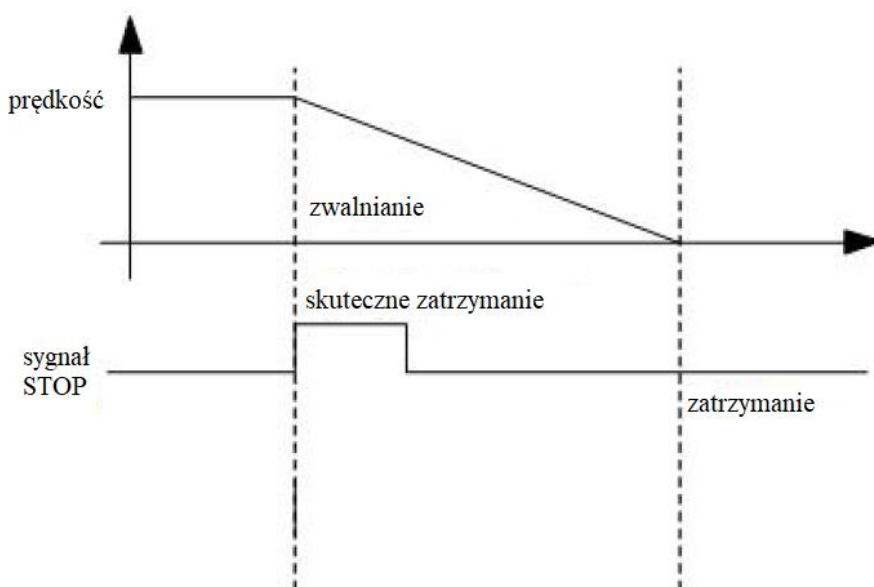 prędkość
zwalnianie
skuteczne zatrzymanie
sygnał
STOP
zatrzymanie